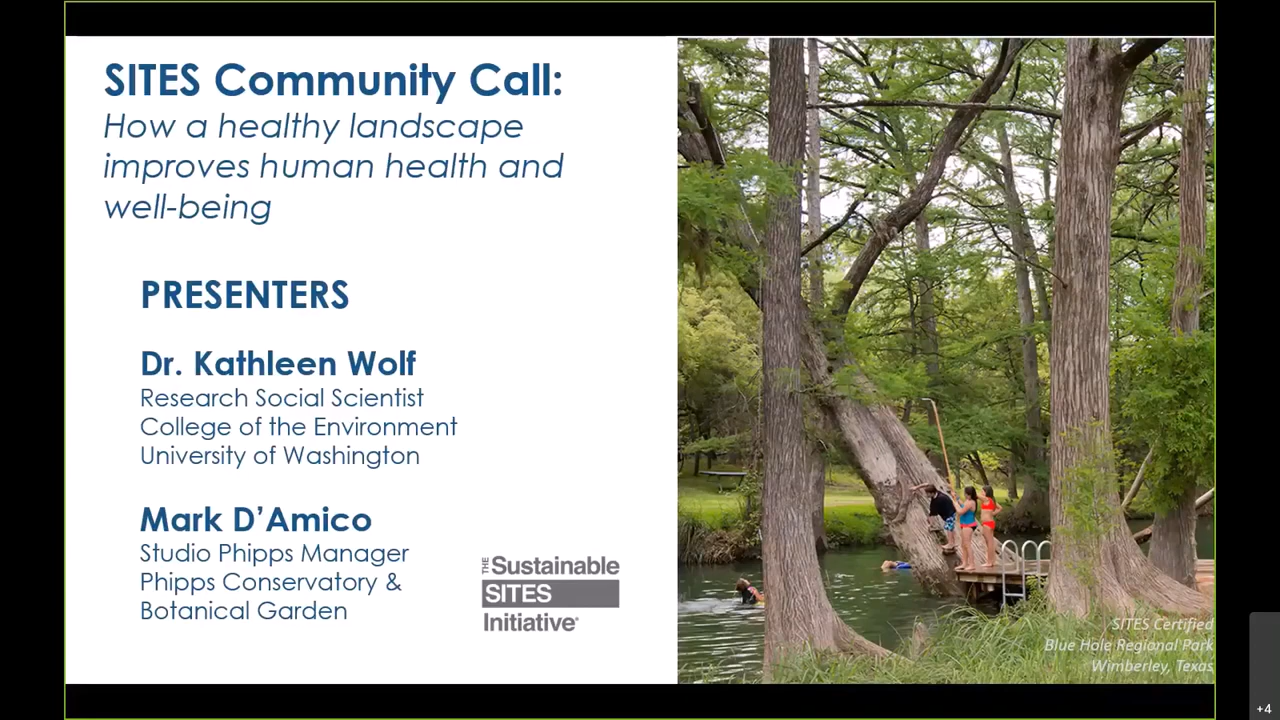 SITES Community Call:
How a healthy landscape
improves human health and
well-being
PRESENTERS
Dr. Kathleen Wolf
Research Social Scientist
College of the Environment
University of Washington
Mark D’Amico
Studio Phipps Manager
Phipps Conservatory &
Botanical Garden
THE Sustainable
SITES
Initiative®
SITES Certified
Blue Hole Regional Park
Wimberley, Texas
+4